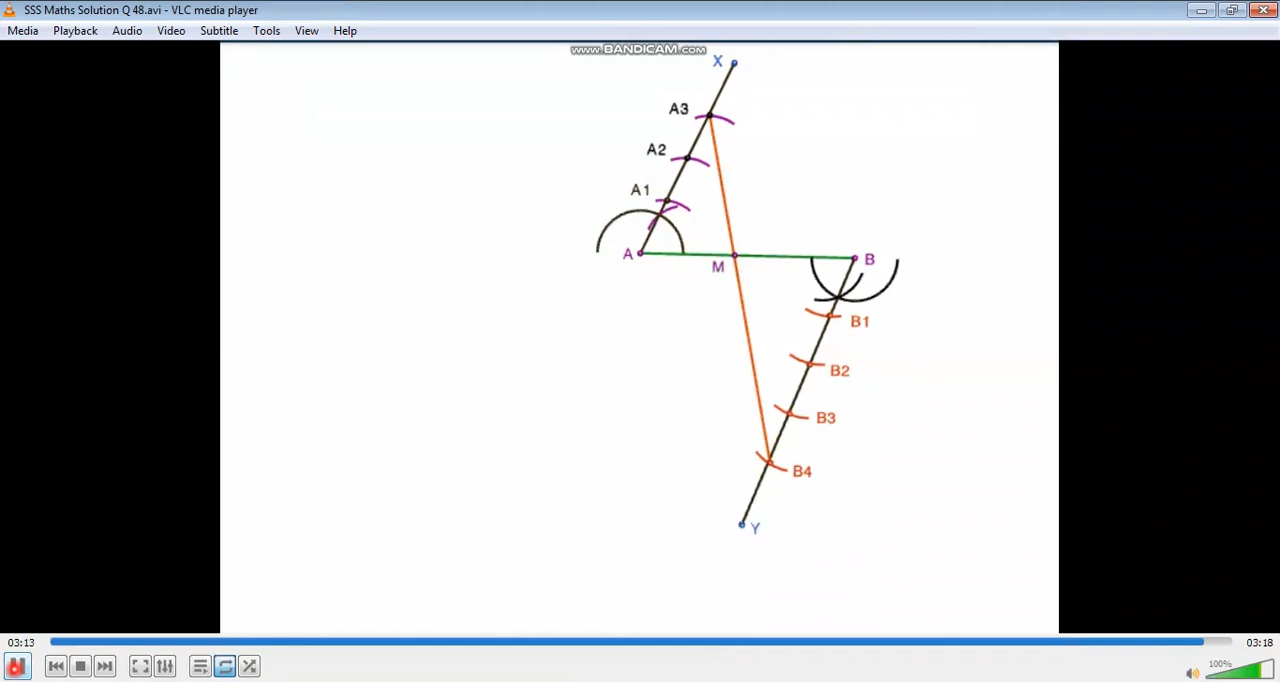 SSS Maths Solution Q 48.avi - VLC media player
Media Playback Audio Video Subtitle Tools View Help
www.BANDICAM.com
X
A3
A2
A1
A
M
B
B1
B2
B3
B4
Y
03:13
03:18
100%